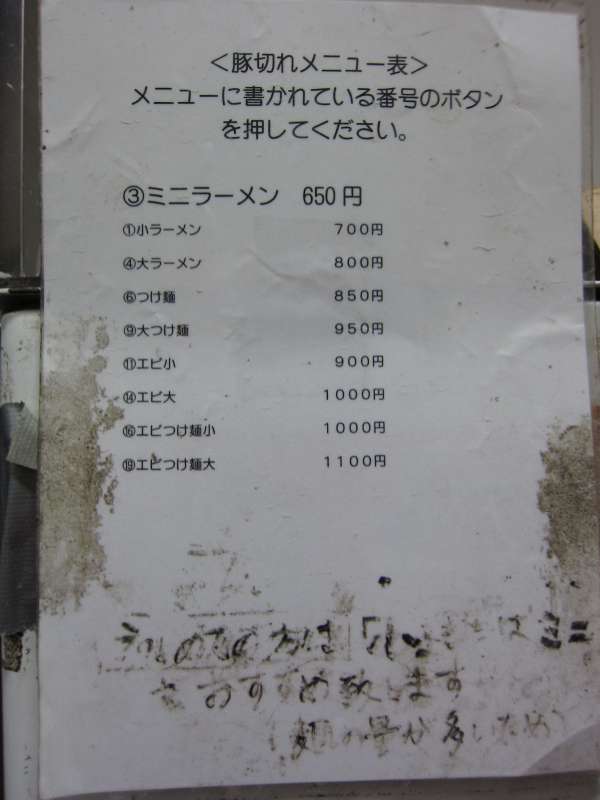 ＜豚切れメニュー表＞
メニューに書かれている番号のボタン
を押してください。
③ミニラーメン 650円
①小ラーメン 700円
④大ラーメン 800円
⑥つけ麺 850円
⑨大つけ麺 950円
⑪エビ小 900円
⑭エビ大 1000円
⑯エビつけ麺小 1000円
⑲エビつけ麺大 1100円
の方は「小」 はミニ
をおすすめ致します
(麺の量が多いため)